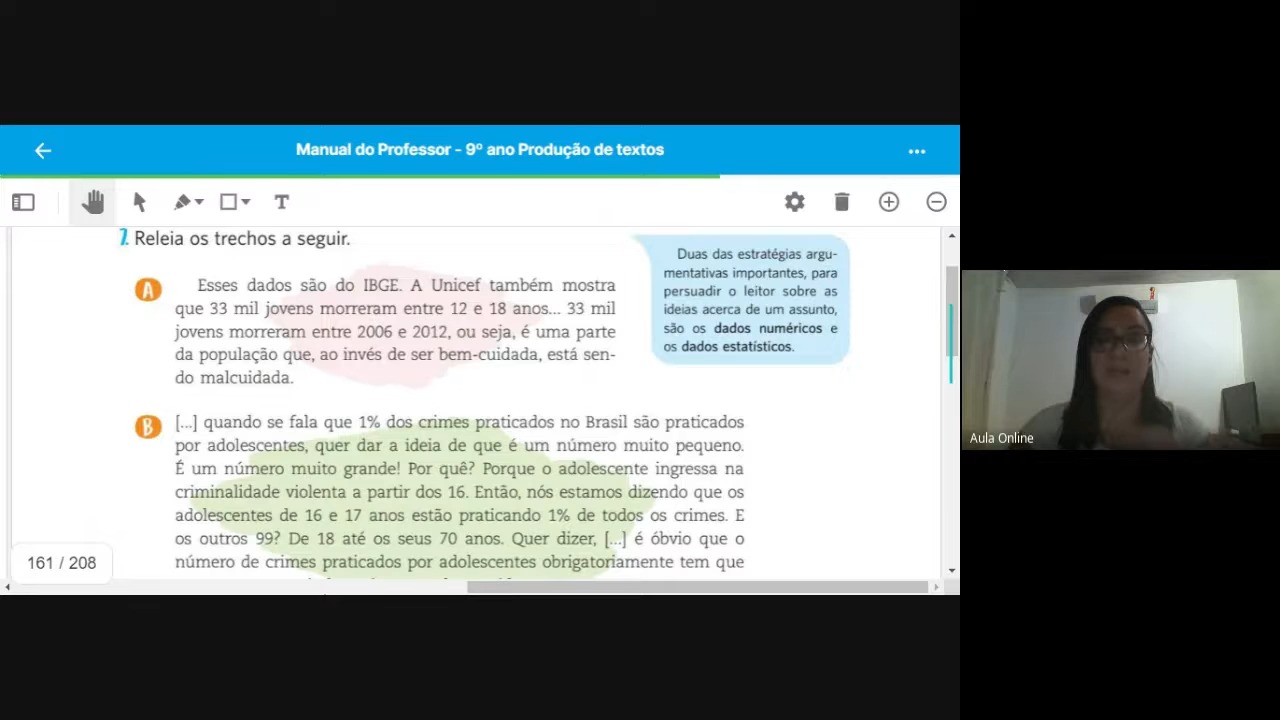 Manual do Professor - 9º ano Produção de textos
T
7. Releia os trechos a seguir.
Duas das estratégias argu-
mentativas importantes, para
persuadir o leitor sobre as
ideias acerca de um assunto,
são os dados numéricos e
os dados estatísticos.
A
Esses dados são do IBGE. A Unicef também mostra
que 33 mil jovens morreram entre 12 e 18 anos... 33 mil
jovens morreram entre 2006 e 2012, ou seja, é uma parte
da população que, ao invés de ser bem-cuidada, está sen-
do malcuidada.
B
[...] quando se fala que 1% dos crimes praticados no Brasil são praticados
por adolescentes, quer dar a ideia de que é um número muito pequeno.
É um número muito grande! Por quê? Porque o adolescente ingressa na
criminalidade violenta a partir dos 16. Então, nós estamos dizendo que os
adolescentes de 16 e 17 anos estão praticando 1% de todos os crimes. E
os outros 99? De 18 até os seus 70 anos. Quer dizer, [...] é óbvio que o
número de crimes praticados por adolescentes obrigatoriamente tem que
161 / 208
Aula Online